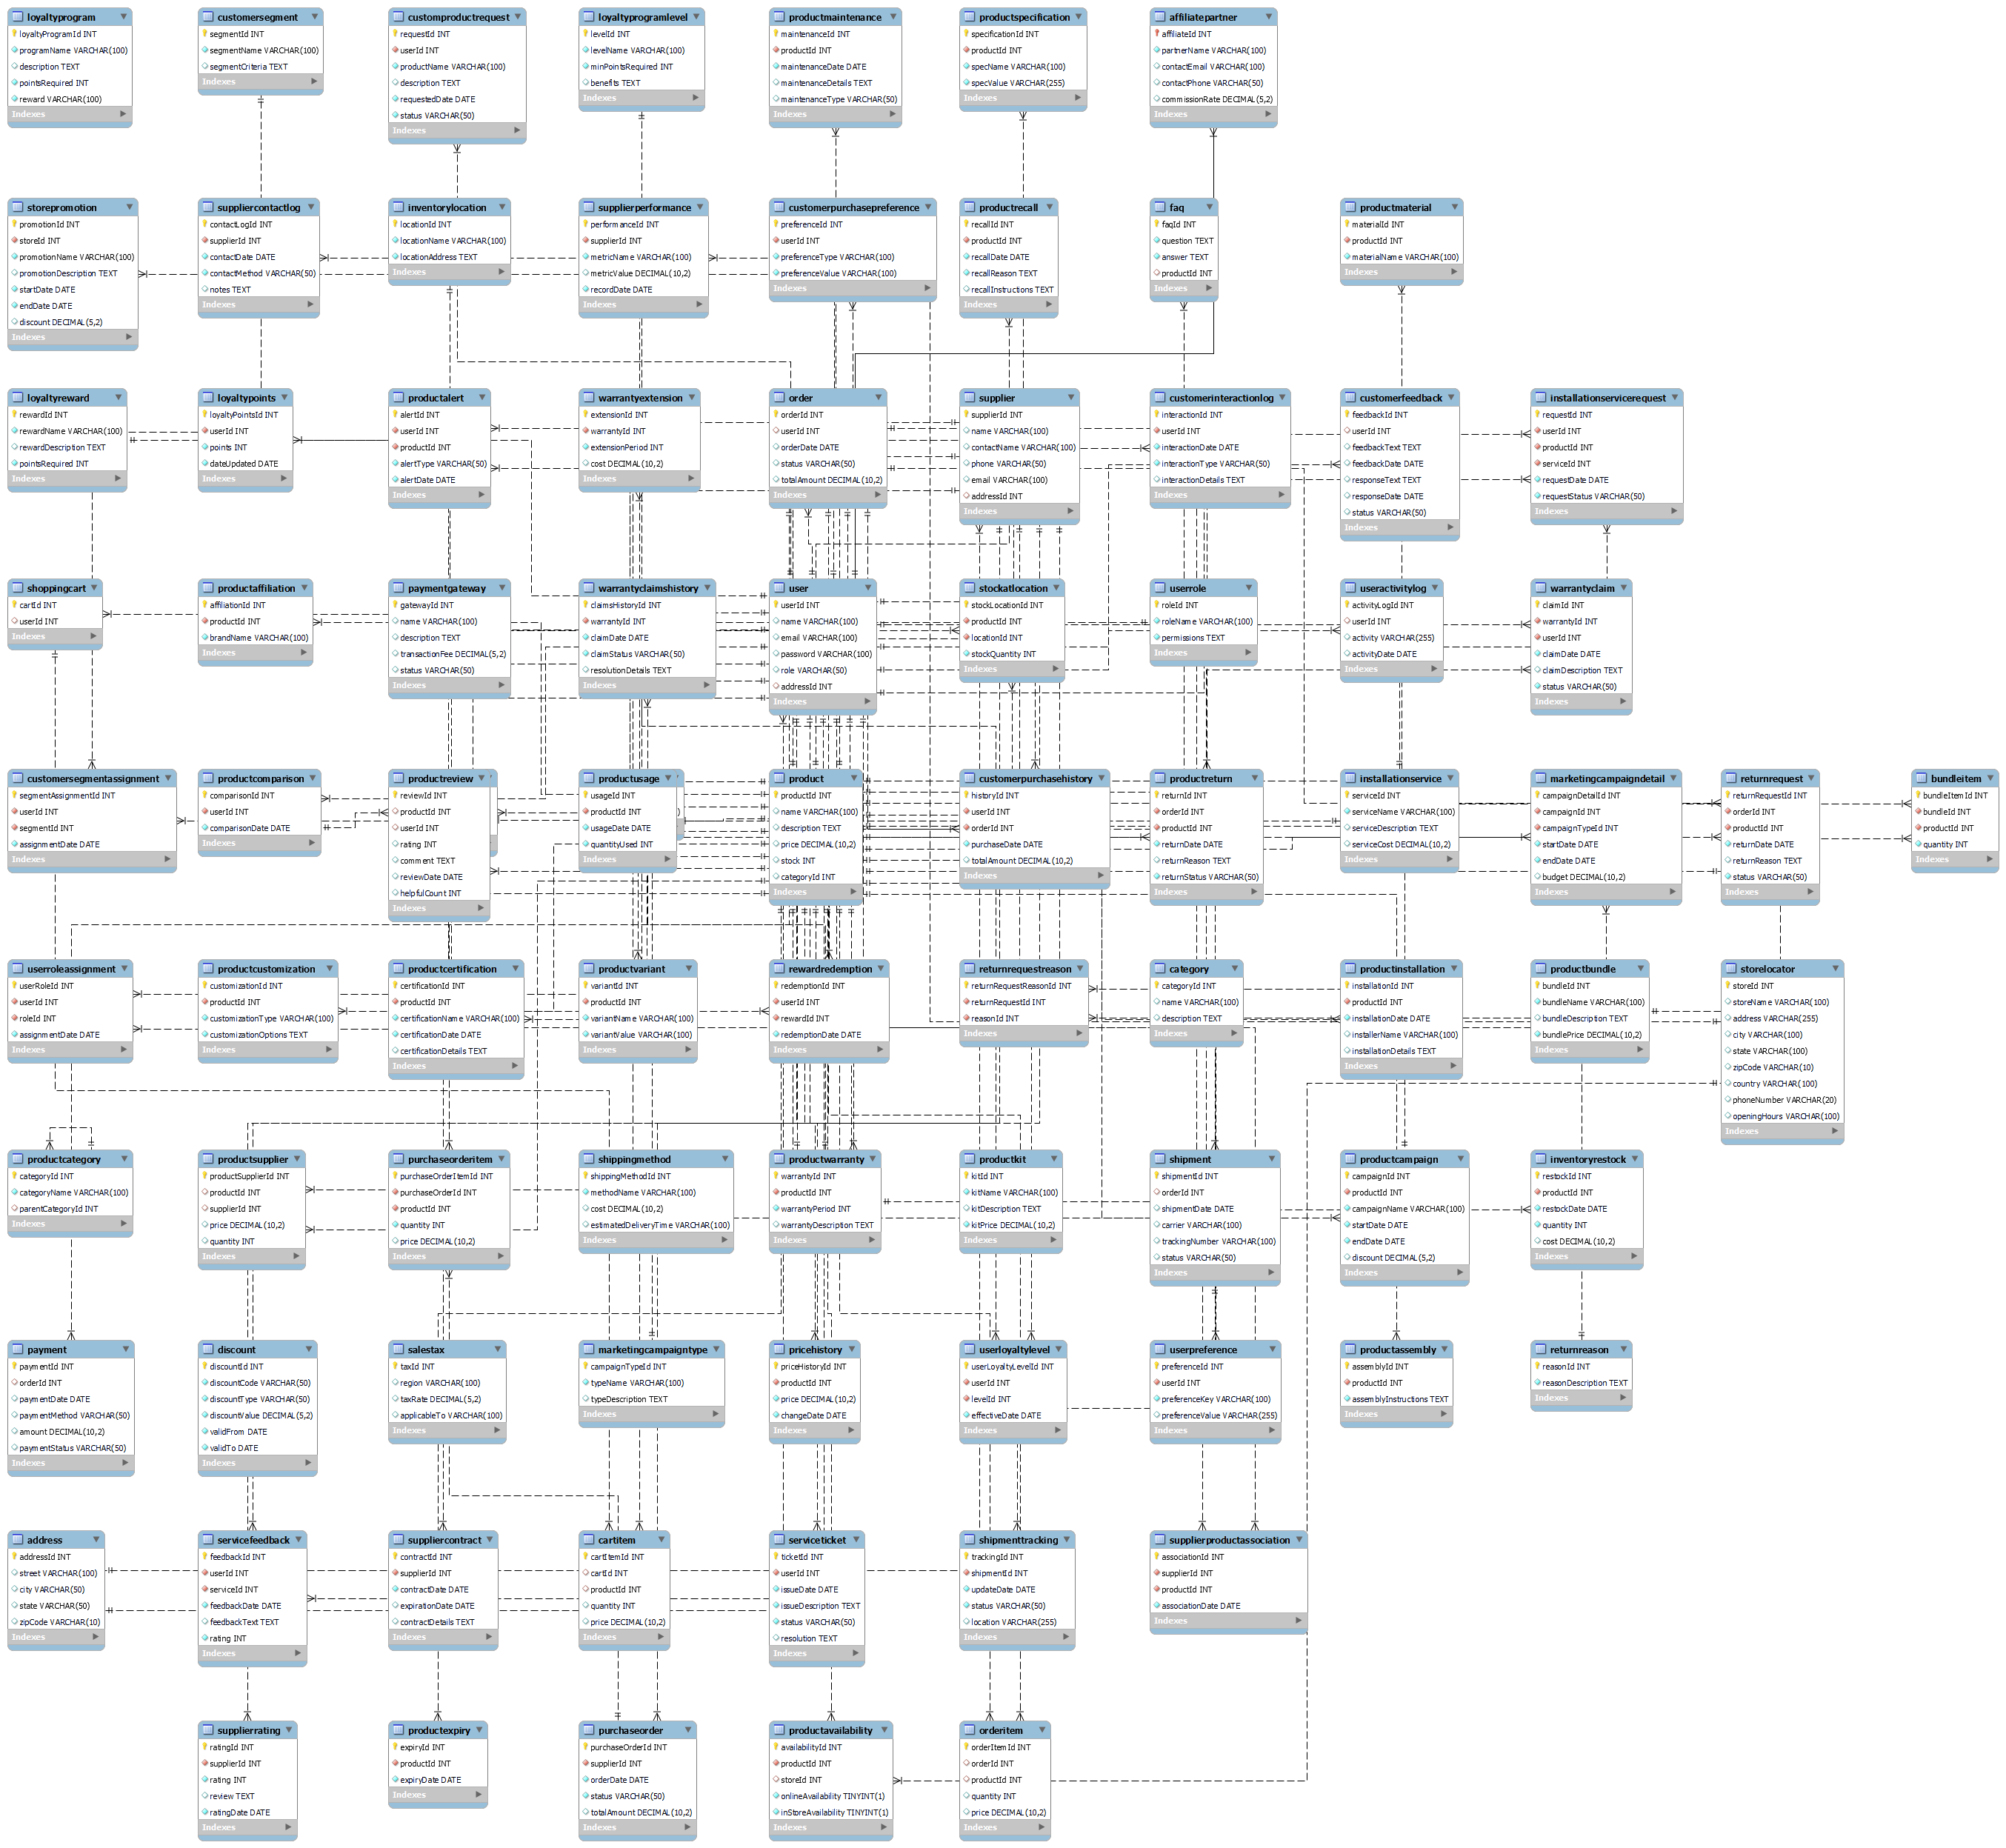 loyaltyprogram
loyaltyProgramId INT
programName VARCHAR(100)
description TEXT
pointsRequired INT
reward VARCHAR(100)
Indexes
customersegment
segmentId INT
segmentName VARCHAR(100)
segmentCriteria TEXT
Indexes
customproductrequest
requestId INT
userId INT
productName VARCHAR(100)
description TEXT
requestedDate DATE
status VARCHAR(50)
Indexes
loyaltyprogramlevel
levelId INT
levelName VARCHAR(100)
minPointsRequired INT
benefits TEXT
Indexes
productmaintenance
maintenanceId INT
productId INT
maintenanceDate DATE
maintenanceDetails TEXT
maintenanceType VARCHAR(50)
Indexes
productspecification
specificationId INT
productId INT
specName VARCHAR(100)
specValue VARCHAR(255)
Indexes
affiliatepartner
affiliateId INT
partnerName VARCHAR(100)
contactEmail VARCHAR(100)
contactPhone VARCHAR(50)
commissionRate DECIMAL(5,2)
Indexes
storepromotion
promotionId INT
storeId INT
promotionName VARCHAR(100)
promotionDescription TEXT
startDate DATE
endDate DATE
discount DECIMAL(5,2)
Indexes
suppliercontactlog
contactLogId INT
supplierId INT
contactDate DATE
contactMethod VARCHAR(50)
notes TEXT
Indexes
inventorylocation
locationId INT
locationName VARCHAR(100)
locationAddress TEXT
Indexes
supplierperformance
performanceId INT
supplierId INT
metricName VARCHAR(100)
metricValue DECIMAL(10,2)
recordDate DATE
Indexes
customerpurchasepreference
preferenceId INT
userId INT
preferenceType VARCHAR(100)
preferenceValue VARCHAR(100)
Indexes
productrecall
recallId INT
productId INT
recallDate DATE
recallReason TEXT
recallInstructions TEXT
Indexes
faq
faqId INT
question TEXT
answer TEXT
productId INT
Indexes
productmaterial
materialId INT
productId INT
materialName VARCHAR(100)
Indexes
loyaltyreward
rewardId INT
rewardName VARCHAR(100)
rewardDescription TEXT
pointsRequired INT
Indexes
loyaltypoints
loyaltyPointsId INT
userId INT
points INT
dateUpdated DATE
Indexes
productalert
alertId INT
userId INT
productId INT
alertType VARCHAR(50)
alertDate DATE
Indexes
warrantyextension
extensionId INT
warrantyId INT
extensionPeriod INT
cost DECIMAL(10,2)
Indexes
order
orderId INT
userId INT
orderDate DATE
status VARCHAR(50)
totalAmount DECIMAL(10,2)
Indexes
supplier
supplierId INT
name VARCHAR(100)
contactName VARCHAR(100)
phone VARCHAR(50)
email VARCHAR(100)
addressId INT
Indexes
customerinteractionlog
interactionId INT
userId INT
interactionDate DATE
interactionType VARCHAR(50)
interactionDetails TEXT
Indexes
customerfeedback
feedbackId INT
userId INT
feedbackText TEXT
feedbackDate DATE
responseText TEXT
responseDate DATE
status VARCHAR(50)
Indexes
installationservicerequest
requestId INT
userId INT
productId INT
serviceId INT
requestDate DATE
requestStatus VARCHAR(50)
Indexes
shoppingcart
cartId INT
userId INT
Indexes
productaffiliation
affiliationId INT
productId INT
brandName VARCHAR(100)
Indexes
paymentgateway
gatewayId INT
name VARCHAR(100)
description TEXT
transactionFee DECIMAL(5,2)
status VARCHAR(50)
Indexes
warrantyclaimshistory
claimsHistoryId INT
warrantyId INT
claimDate DATE
claimStatus VARCHAR(50)
resolutionDetails TEXT
Indexes
user
userId INT
name VARCHAR(100)
email VARCHAR(100)
password VARCHAR(100)
role VARCHAR(50)
addressId INT
Indexes
stockatlocation
stockLocationId INT
productId INT
locationId INT
stockQuantity INT
Indexes
userrole
roleId INT
roleName VARCHAR(100)
permissions TEXT
Indexes
useractivitylog
activityLogId INT
userId INT
activity VARCHAR(255)
activityDate DATE
Indexes
warrantyclaim
claimId INT
warrantyId INT
userId INT
claimDate DATE
claimDescription TEXT
status VARCHAR(50)
Indexes
customersegmentassignment
segmentAssignmentId INT
userId INT
segmentId INT
assignmentDate DATE
Indexes
productcomparison
comparisonId INT
userId INT
comparisonDate DATE
Indexes
productreview
reviewId INT
productId INT
userId INT
rating INT
comment TEXT
reviewDate DATE
helpfulCount INT
Indexes
productusage
usageId INT
productId INT
usageDate DATE
quantityUsed INT
Indexes
product
productId INT
name VARCHAR(100)
description TEXT
price DECIMAL(10,2)
stock INT
categoryId INT
Indexes
customerpurchasehistory
historyId INT
userId INT
orderId INT
purchaseDate DATE
totalAmount DECIMAL(10,2)
Indexes
productreturn
returnId INT
orderId INT
productId INT
returnDate DATE
returnReason TEXT
returnStatus VARCHAR(50)
Indexes
installationservice
serviceId INT
serviceName VARCHAR(100)
serviceDescription TEXT
serviceCost DECIMAL(10,2)
Indexes
marketingcampaigndetail
campaignDetailId INT
campaignId INT
campaignTypeId INT
startDate DATE
endDate DATE
budget DECIMAL(10,2)
Indexes
returnrequest
returnRequestId INT
orderId INT
productId INT
returnDate DATE
returnReason TEXT
status VARCHAR(50)
Indexes
bundleitem
bundleItemId INT
bundleId INT
productId INT
quantity INT
Indexes
userroleassignment
userRoleId INT
userId INT
roleId INT
assignmentDate DATE
Indexes
productcustomization
customizationId INT
productId INT
customizationType VARCHAR(100)
customizationOptions TEXT
Indexes
productcertification
certificationId INT
productId INT
certificationName VARCHAR(100)
certificationDate DATE
certificationDetails TEXT
Indexes
productvariant
variantId INT
productId INT
variantName VARCHAR(100)
variantValue VARCHAR(100)
Indexes
rewardredemption
redemptionId INT
userId INT
rewardId INT
redemptionDate DATE
Indexes
returnrequestreason
returnRequestReasonId INT
returnRequestId INT
reasonId INT
Indexes
category
categoryId INT
name VARCHAR(100)
description TEXT
Indexes
productinstallation
installationId INT
productId INT
installationDate DATE
installerName VARCHAR(100)
installationDetails TEXT
Indexes
productbundle
bundleId INT
bundleName VARCHAR(100)
bundleDescription TEXT
bundlePrice DECIMAL(10,2)
Indexes
storelocator
storeId INT
storeName VARCHAR(100)
address VARCHAR(255)
city VARCHAR(100)
state VARCHAR(100)
zipCode VARCHAR(10)
country VARCHAR(100)
phoneNumber VARCHAR(20)
openingHours VARCHAR(100)
Indexes
productcategory
categoryId INT
categoryName VARCHAR(100)
parentCategoryId INT
Indexes
productsupplier
productSupplierId INT
productId INT
supplierId INT
price DECIMAL(10,2)
quantity INT
Indexes
purchaseorderitem
purchaseOrderItemId INT
purchaseOrderId INT
productId INT
quantity INT
price DECIMAL(10,2)
Indexes
shippingmethod
shippingMethodId INT
methodName VARCHAR(100)
cost DECIMAL(10,2)
estimatedDeliveryTime VARCHAR(100)
Indexes
productwarranty
warrantyId INT
productId INT
warrantyPeriod INT
warrantyDescription TEXT
Indexes
productkit
kitId INT
kitName VARCHAR(100)
kitDescription TEXT
kitPrice DECIMAL(10,2)
Indexes
shipment
shipmentId INT
orderId INT
shipmentDate DATE
carrier VARCHAR(100)
trackingNumber VARCHAR(100)
status VARCHAR(50)
Indexes
productcampaign
campaignId INT
productId INT
campaignName VARCHAR(100)
startDate DATE
endDate DATE
discount DECIMAL(5,2)
Indexes
inventoryrestock
restockId INT
productId INT
restockDate DATE
quantity INT
cost DECIMAL(10,2)
Indexes
payment
paymentId INT
orderId INT
paymentDate DATE
paymentMethod VARCHAR(50)
amount DECIMAL(10,2)
paymentStatus VARCHAR(50)
Indexes
discount
discountId INT
discountCode VARCHAR(50)
discountType VARCHAR(50)
discountValue DECIMAL(5,2)
validFrom DATE
validTo DATE
Indexes
salestax
taxId INT
region VARCHAR(100)
taxRate DECIMAL(5,2)
applicableTo VARCHAR(100)
Indexes
marketingcampaigntype
campaignTypeId INT
typeName VARCHAR(100)
typeDescription TEXT
Indexes
pricehistory
priceHistoryId INT
productId INT
price DECIMAL(10,2)
changeDate DATE
Indexes
userloyaltylevel
userLoyaltyLevelId INT
userId INT
levelId INT
effectiveDate DATE
Indexes
userpreference
preferenceId INT
userId INT
preferenceKey VARCHAR(100)
preferenceValue VARCHAR(255)
Indexes
productassembly
assemblyId INT
productId INT
assemblyInstructions TEXT
Indexes
returnreason
reasonId INT
reasonDescription TEXT
Indexes
address
addressId INT
street VARCHAR(100)
city VARCHAR(50)
state VARCHAR(50)
zipCode VARCHAR(10)
Indexes
servicefeedback
feedbackId INT
userId INT
serviceId INT
feedbackDate DATE
feedbackText TEXT
rating INT
Indexes
suppliercontract
contractId INT
supplierId INT
contractDate DATE
expirationDate DATE
contractDetails TEXT
Indexes
cartitem
cartItemId INT
cartId INT
productId INT
quantity INT
price DECIMAL(10,2)
Indexes
serviceticket
ticketId INT
userId INT
issueDate DATE
issueDescription TEXT
status VARCHAR(50)
resolution TEXT
Indexes
shipmenttracking
trackingId INT
shipmentId INT
updateDate DATE
status VARCHAR(50)
location VARCHAR(255)
Indexes
supplierproductassociation
associationId INT
supplierId INT
productId INT
associationDate DATE
Indexes
supplierrating
ratingId INT
supplierId INT
rating INT
review TEXT
ratingDate DATE
Indexes
productexpiry
expiryId INT
productId INT
expiryDate DATE
Indexes
purchaseorder
purchaseOrderId INT
supplierId INT
orderDate DATE
status VARCHAR(50)
totalAmount DECIMAL(10,2)
Indexes
productavailability
availabilityId INT
productId INT
storeId INT
onlineAvailability TINYINT(1)
inStoreAvailability TINYINT(1)
Indexes
orderitem
orderItemId INT
orderId INT
productId INT
quantity INT
price DECIMAL(10,2)
Indexes